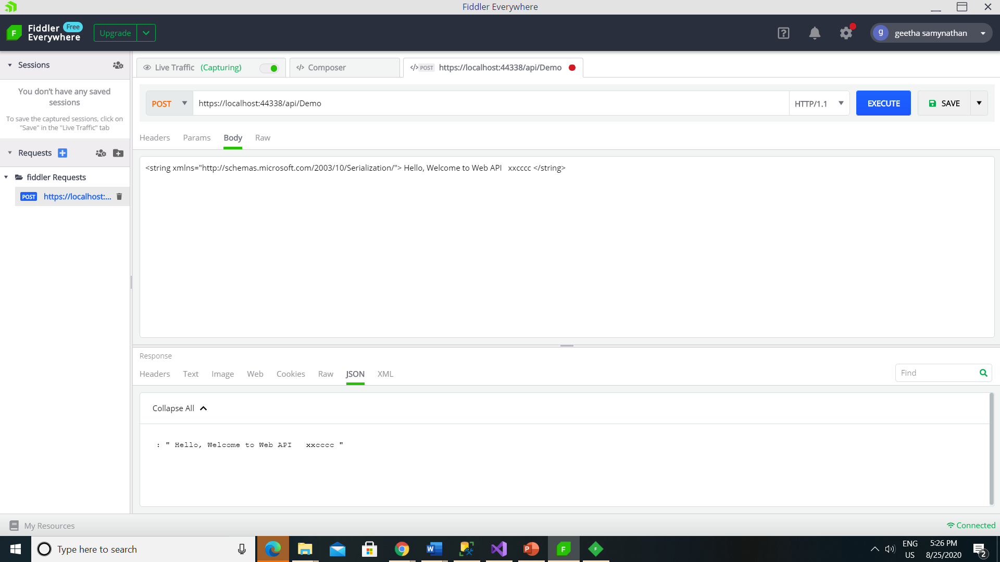 Fiddler Everywhere
Fiddler Free
Everywhere
Upgrade
g geetha samynathan
Sessions
You don't have any saved
sessions
To save the captured sessions, click on
"Save" in the "Live Traffic" tab
Requests
fiddler Requests
POST https://localhost:...
Live Traffic (Capturing)
</> Composer
</> POST https://localhost:44338/api/Demo
POST https://localhost:44338/api/Demo HTTP/1.1 EXECUTE SAVE
Headers Params Body Raw
<string xmlns="http://schemas.microsoft.com/2003/10/Serialization/"> Hello, Welcome to Web API   xxcccc </string>
Response
Headers Text Image Web Cookies Raw JSON XML
Find
Collapse All
: " Hello, Welcome to Web API   xxcccc "
My Resources
Connected
Type here to search
ENG
US
5:26 PM
8/25/2020
2